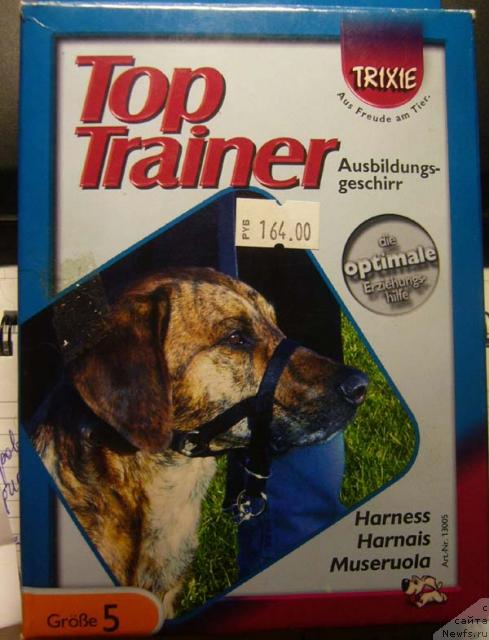 TRIXIE
Aus Freude am Tier.
Top
Trainer
Ausbildungs-
geschirr
РУБ 164.00
die
optimale
Erziehungs-
hilfe
Harness
Harnais
Museruola
Art.-Nr. 13005
Größe 5
с
сайта
Newfs.ru